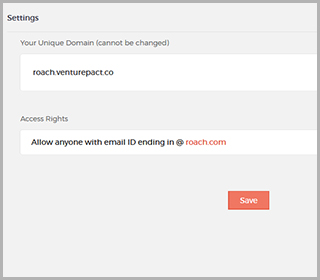 Settings
Your Unique Domain (cannot be changed)
roach.venturepact.co
Access Rights
Allow anyone with email ID ending in @ roach.com
Save